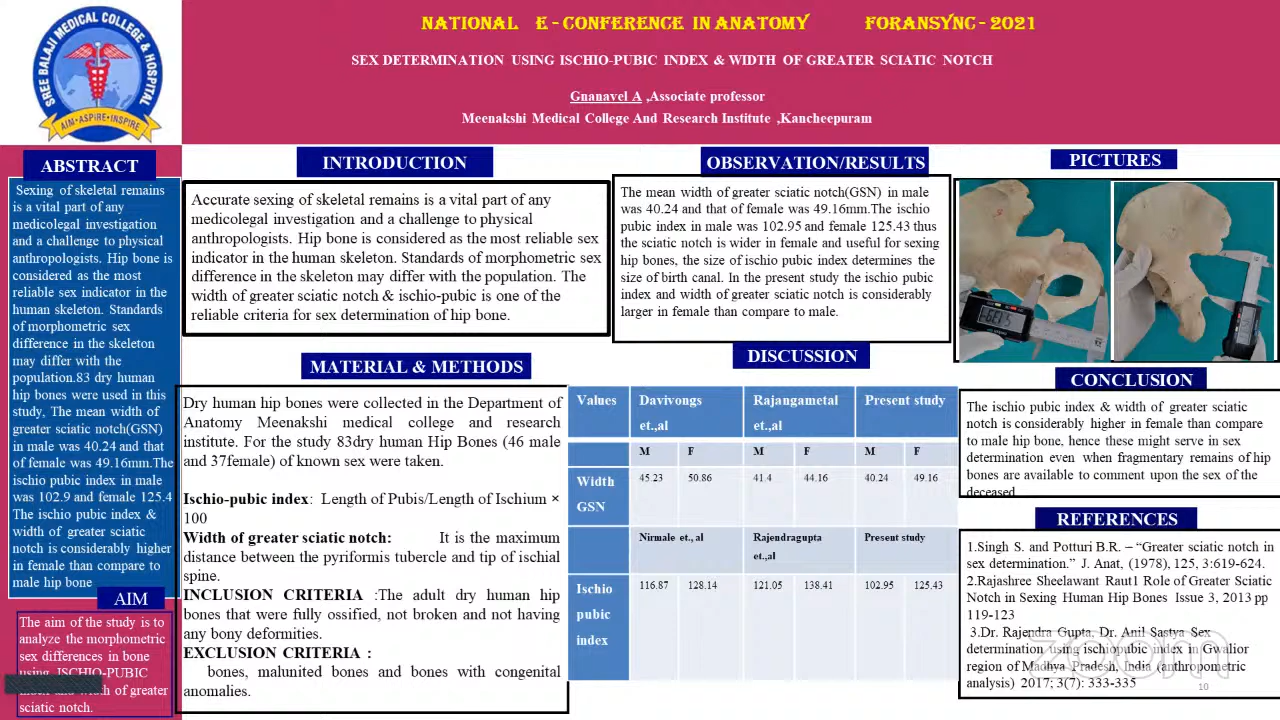 SREE BALAJI MEDICAL COLLEGE & HOSPITAL
AIM • ASPIRE • INSPIRE
NATIONAL E - CONFERENCE IN ANATOMY FORANSYNC - 2021
SEX DETERMINATION USING ISCHIO-PUBIC INDEX & WIDTH OF GREATER SCIATIC NOTCH
Gnanavel A ,Associate professor
Meenakshi Medical College And Research Institute ,Kancheepuram
ABSTRACT
Sexing of skeletal remains
is a vital part of any
medicolegal investigation
and a challenge to physical
anthropologists. Hip bone is
considered as the most
reliable sex indicator in the
human skeleton. Standards
of morphometric sex
difference in the skeleton
may differ with the
population.83 dry human
hip bones were used in this
study, The mean width of
greater sciatic notch(GSN)
in male was 40.24 and that
of female was 49.16mm.The
ischio pubic index in male
was 102.9 and female 125.4
The ischio pubic index &
width of greater sciatic
notch is considerably higher
in female than compare to
male hip bone
AIM
The aim of the study is to
analyze the morphometric
sex differences in bone
using ISCHIO-PUBIC
index and width of greater
sciatic notch.
INTRODUCTION
Accurate sexing of skeletal remains is a vital part of any
medicolegal investigation and a challenge to physical
anthropologists. Hip bone is considered as the most reliable sex
indicator in the human skeleton. Standards of morphometric sex
difference in the skeleton may differ with the population. The
width of greater sciatic notch & ischio-pubic is one of the
reliable criteria for sex determination of hip bone.
MATERIAL & METHODS
Dry human hip bones were collected in the Department of
Anatomy Meenakshi medical college and research
institute. For the study 83dry human Hip Bones (46 male
and 37female) of known sex were taken.
Ischio-pubic index: Length of Pubis/Length of Ischium ×
100
Width of greater sciatic notch: It is the maximum
distance between the pyriformis tubercle and tip of ischial
spine.
INCLUSION CRITERIA :The adult dry human hip
bones that were fully ossified, not broken and not having
any bony deformities.
EXCLUSION CRITERIA :
bones, malunited bones and bones with congenital
anomalies.
OBSERVATION/RESULTS
The mean width of greater sciatic notch(GSN) in male
was 40.24 and that of female was 49.16mm.The ischio
pubic index in male was 102.95 and female 125.43 thus
the sciatic notch is wider in female and useful for sexing
hip bones, the size of ischio pubic index determines the
size of birth canal. In the present study the ischio pubic
index and width of greater sciatic notch is considerably
larger in female than compare to male.
DISCUSSION
Values Davivongs et.,al Rajangametal et.,al Present study
M F M F M F
Width GSN 45.23 50.86 41.4 44.16 40.24 49.16
Nirmale et., al Rajendragupta et.,al Present study
Ischio pubic index 116.87 128.14 121.05 138.41 102.95 125.43
PICTURES
CONCLUSION
The ischio pubic index & width of greater sciatic
notch is considerably higher in female than compare
to male hip bone, hence these might serve in sex
determination even when fragmentary remains of hip
bones are available to comment upon the sex of the
deceased
REFERENCES
1.Singh S. and Potturi B.R. – “Greater sciatic notch in
sex determination.” J. Anat, (1978), 125, 3:619-624.
2.Rajashree Sheelawant Raut1 Role of Greater Sciatic
Notch in Sexing Human Hip Bones Issue 3, 2013 pp
119-123
3.Dr. Rajendra Gupta, Dr. Anil Sastya Sex
determination using ischiopubic index in Gwalior
region of Madhya Pradesh, India (anthropometric
analysis) 2017; 3(7): 333-335
zoom
10